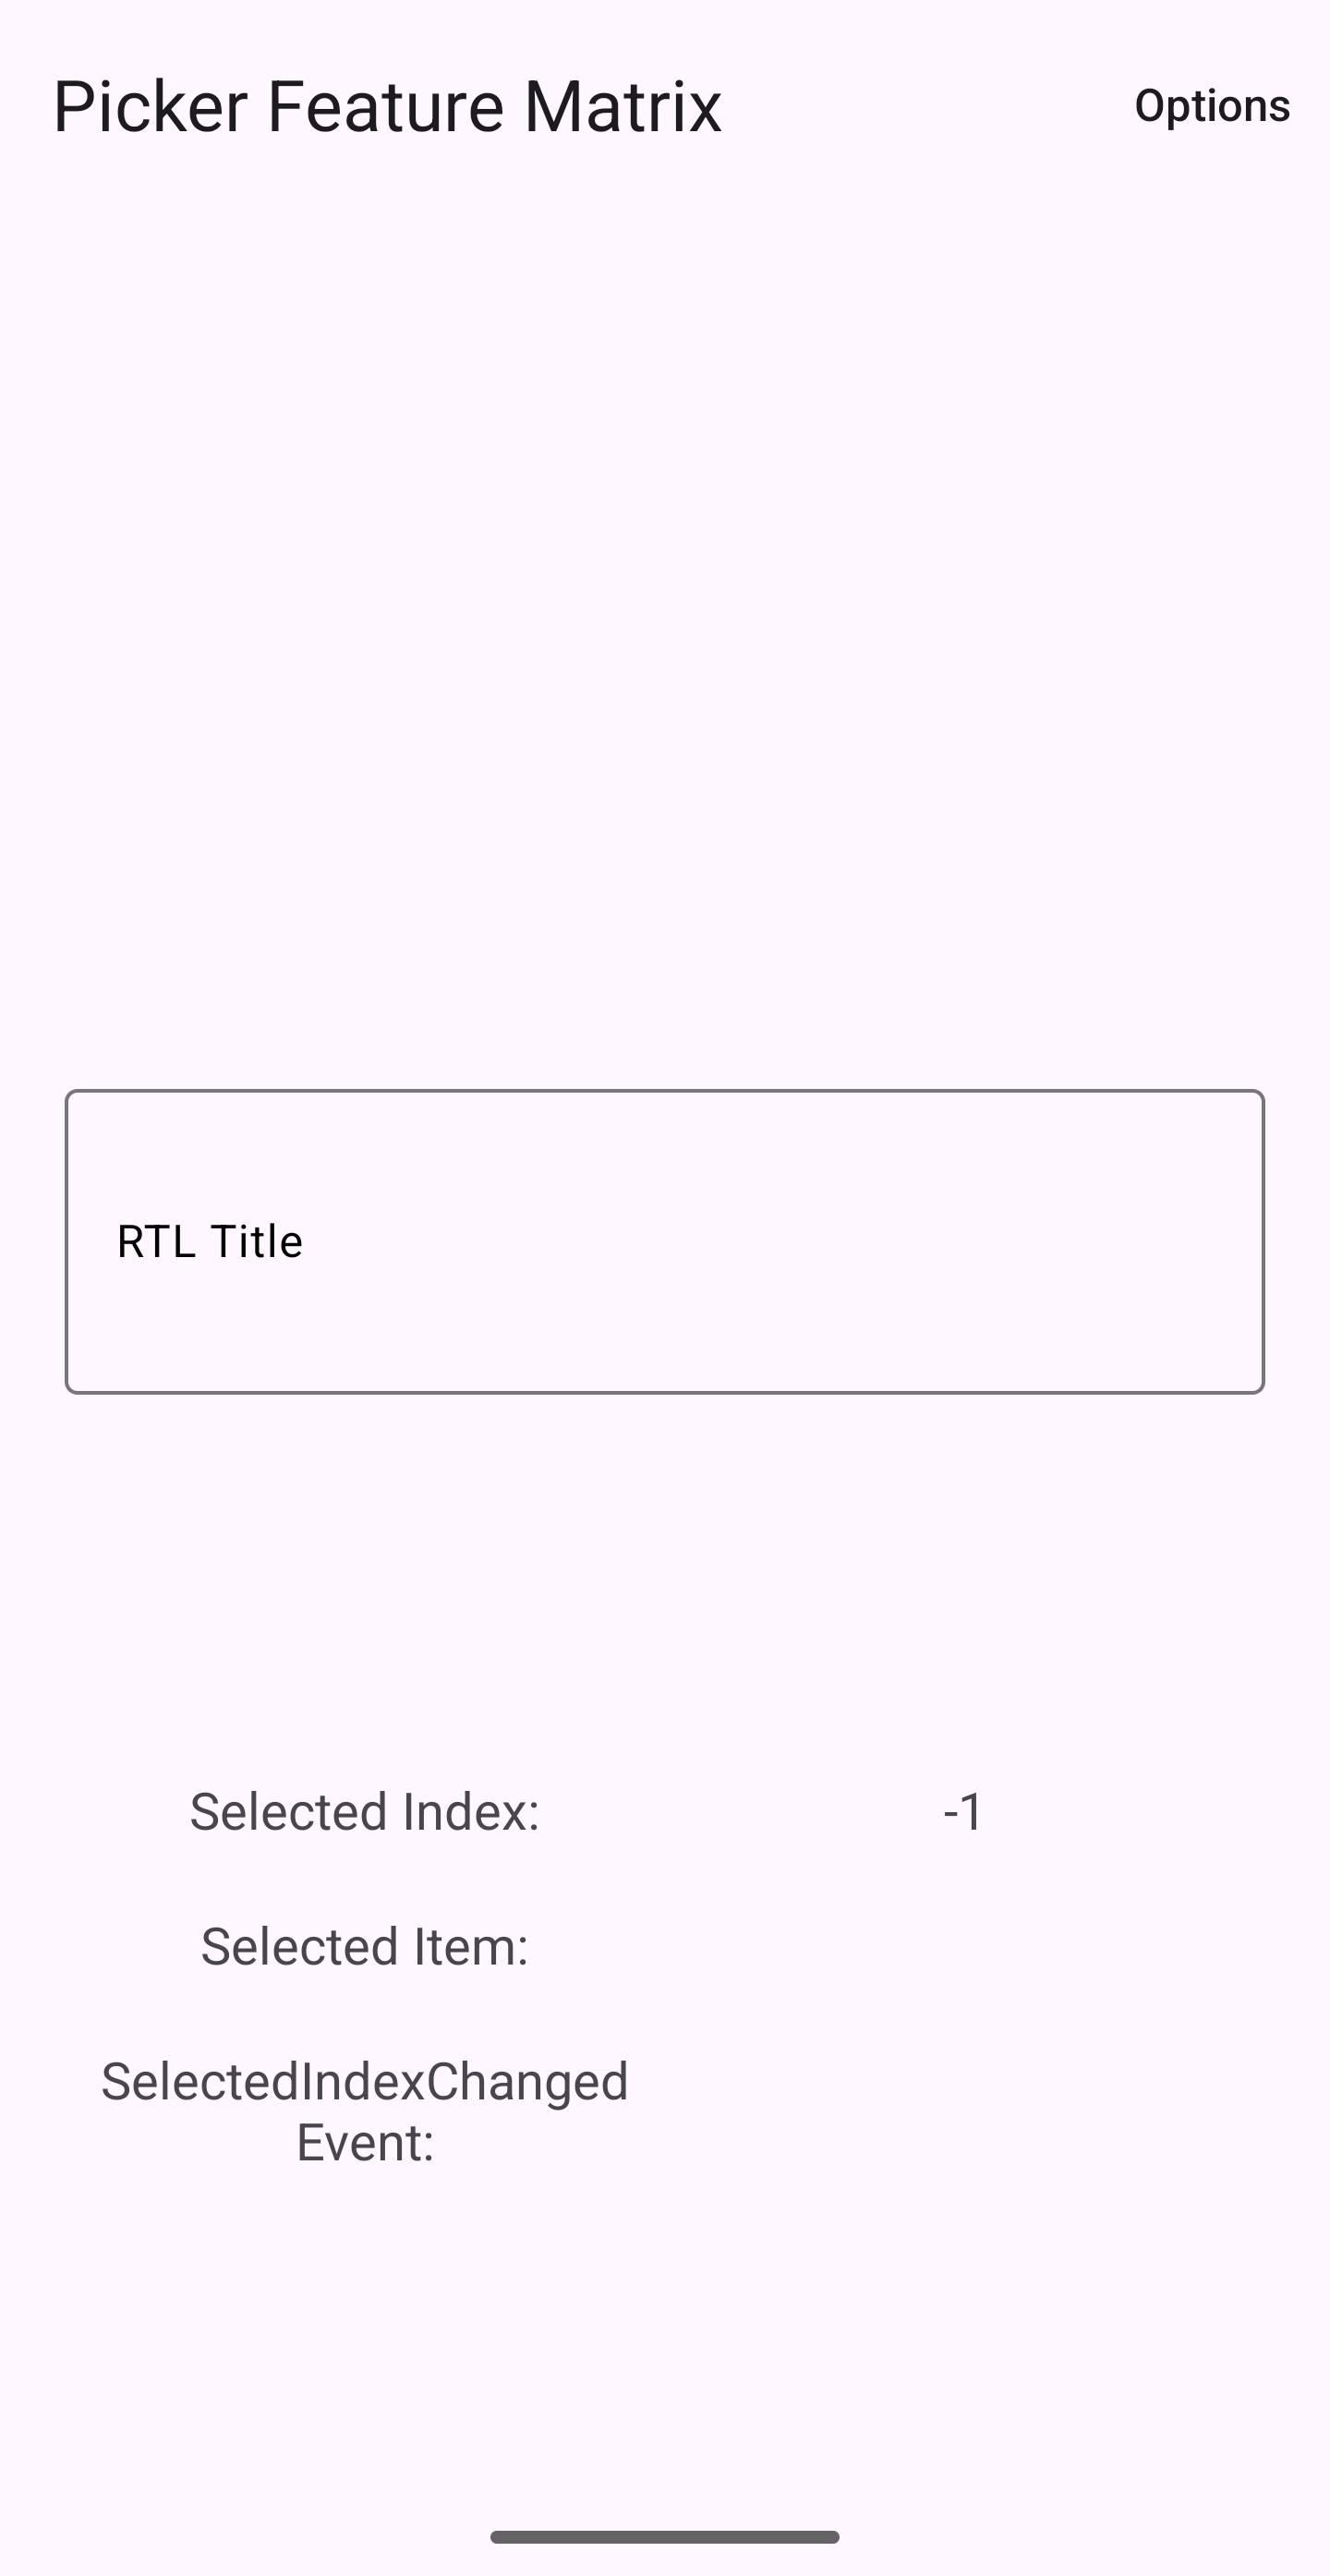 Picker Feature Matrix
Options
RTL Title
Selected Index:
-1
Selected Item:
SelectedIndexChanged
Event: